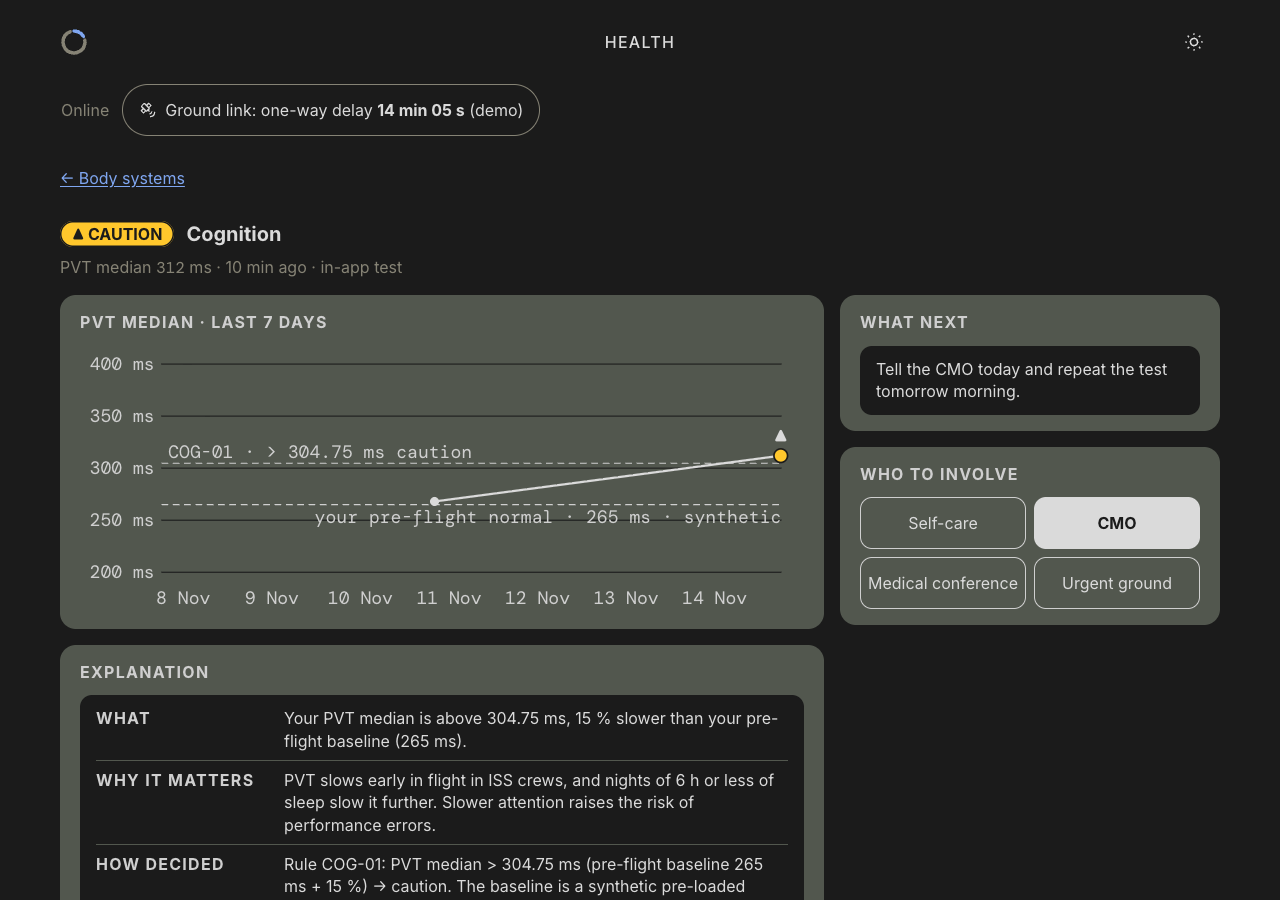 HEALTH
Online
Ground link: one-way delay 14 min 05 s (demo)
← Body systems
CAUTION
Cognition
PVT median 312 ms · 10 min ago · in-app test
PVT MEDIAN · LAST 7 DAYS
400 ms
350 ms
COG-01 · > 304.75 ms caution
300 ms
your pre-flight normal · 265 ms · synthetic
250 ms
200 ms
8 Nov 9 Nov 10 Nov 11 Nov 12 Nov 13 Nov 14 Nov
WHAT NEXT
Tell the CMO today and repeat the test
tomorrow morning.
WHO TO INVOLVE
Self-care
CMO
Medical conference
Urgent ground
EXPLANATION
WHAT
Your PVT median is above 304.75 ms, 15 % slower than your pre-
flight baseline (265 ms).
WHY IT MATTERS
PVT slows early in flight in ISS crews, and nights of 6 h or less of
sleep slow it further. Slower attention raises the risk of
performance errors.
HOW DECIDED
Rule COG-01: PVT median > 304.75 ms (pre-flight baseline 265
ms + 15 %) → caution. The baseline is a synthetic pre-loaded